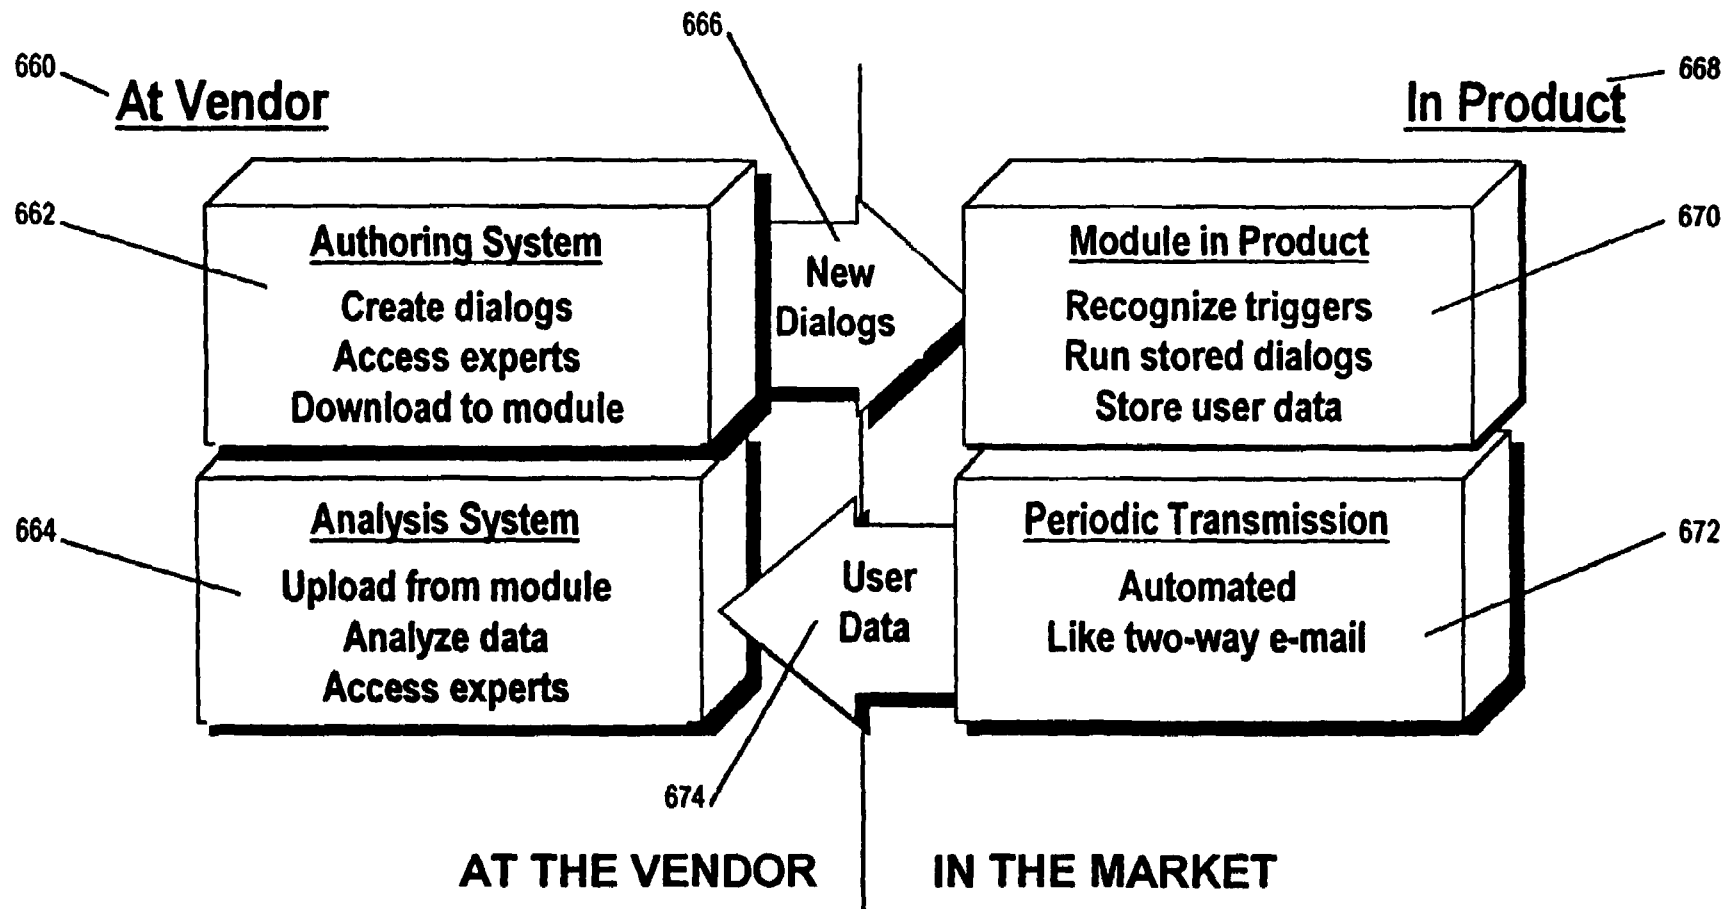 666
660
668
At Vendor
In Product
662
Authoring System
Create dialogs
Access experts
Download to module
New
Dialogs
Module in Product
Recognize triggers
Run stored dialogs
Store user data
670
664
Analysis System
Upload from module
Analyze data
Access experts
User
Data
Periodic Transmission
Automated
Like two-way e-mail
672
674
AT THE VENDOR
IN THE MARKET